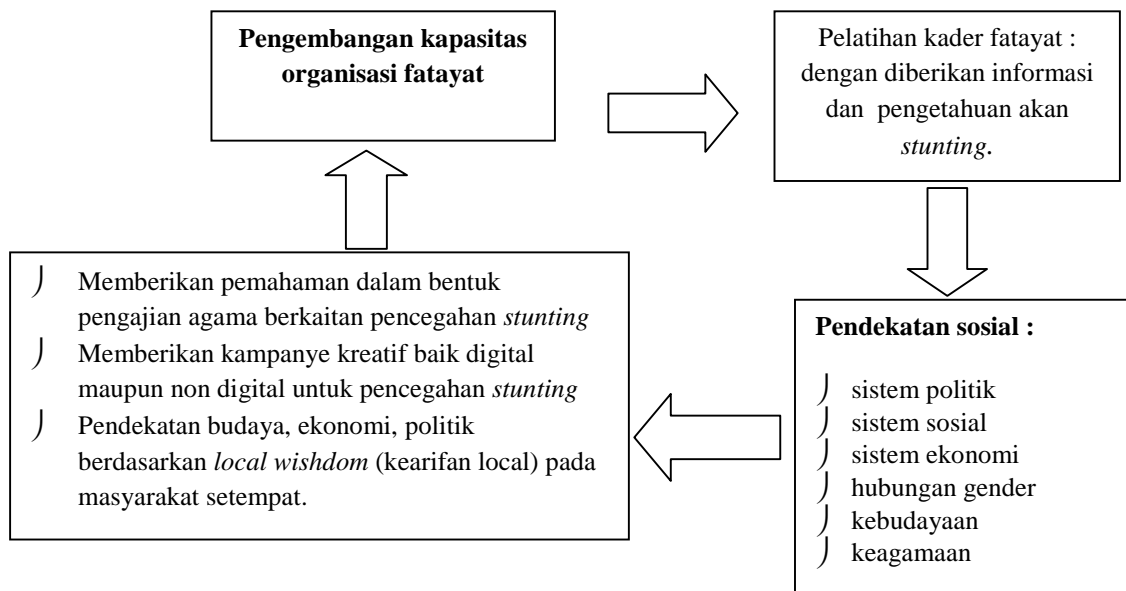 Pengembangan kapasitas
organisasi fatayat
Pelatihan kader fatayat :
dengan diberikan informasi
dan pengetahuan akan
stunting.
Pendekatan sosial :
⌡ sistem politik
⌡ sistem sosial
⌡ sistem ekonomi
⌡ hubungan gender
⌡ kebudayaan
⌡ keagamaan
⌡ Memberikan pemahaman dalam bentuk
pengajian agama berkaitan pencegahan stunting
⌡ Memberikan kampanye kreatif baik digital
maupun non digital untuk pencegahan stunting
⌡ Pendekatan budaya, ekonomi, politik
berdasarkan local wishdom (kearifan local) pada
masyarakat setempat.